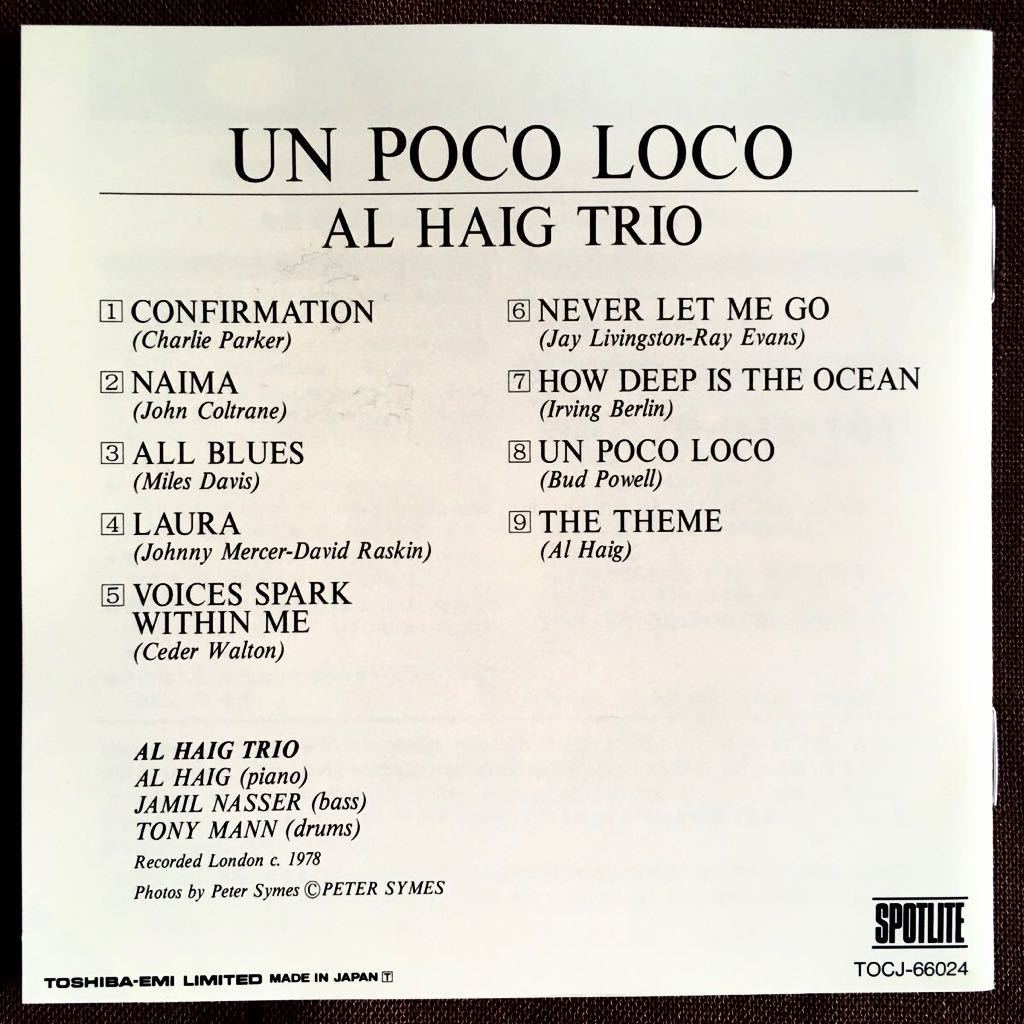 UN POCO LOCO
AL HAIG TRIO
1 CONFIRMATION
(Charlie Parker)
2 NAIMA
(John Coltrane)
3 ALL BLUES
(Miles Davis)
4 LAURA
(Johnny Mercer-David Raskin)
5 VOICES SPARK
WITHIN ME
(Ceder Walton)
6 NEVER LET ME GO
(Jay Livingston-Ray Evans)
7 HOW DEEP IS THE OCEAN
(Irving Berlin)
8 UN POCO LOCO
(Bud Powell)
9 THE THEME
(Al Haig)
AL HAIG TRIO
AL HAIG (piano)
JAMIL NASSER (bass)
TONY MANN (drums)
Recorded London c. 1978
Photos by Peter Symes ©PETER SYMES
SPOTLITE
TOCJ-66024
TOSHIBA-EMI LIMITED MADE IN JAPAN T